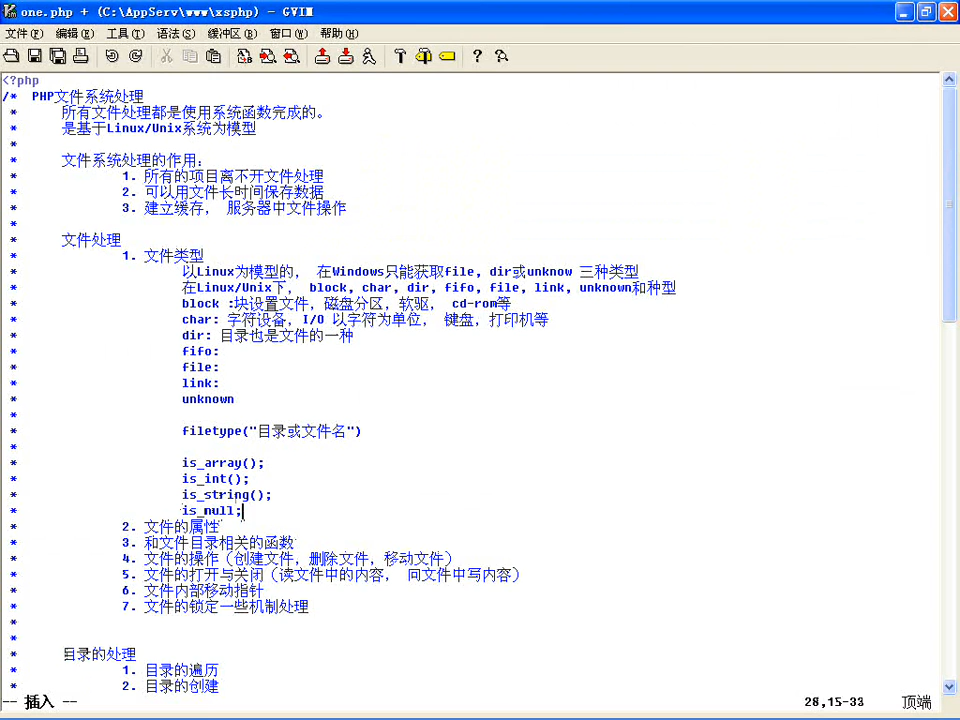 one.php + (C:\AppServ\www\xsphp) - GVIM
文件(F) 编辑(E) 工具(T) 语法(S) 缓冲区(B) 窗口(W) 帮助(H)
<?php
/* PHP文件系统处理
* 所有文件处理都是使用系统函数完成的。
* 是基于Linux/Unix系统为模型
*
* 文件系统处理的作用:
* 1. 所有的项目离不开文件处理
* 2. 可以用文件长时间保存数据
* 3. 建立缓存, 服务器中文件操作
*
* 文件处理
* 1. 文件类型
* 以Linux为模型的, 在Windows只能获取file, dir或unknow 三种类型
* 在Linux/Unix下, block, char, dir, fifo, file, link, unknown和种型
* block :块设置文件,磁盘分区,软驱, cd-rom等
* char: 字符设备,I/O 以字符为单位, 键盘,打印机等
* dir: 目录也是文件的一种
* fifo:
* file:
* link:
* unknown
*
* filetype("目录或文件名")
*
* is_array();
* is_int();
* is_string();
* is_null;
* 2. 文件的属性
* 3. 和文件目录相关的函数
* 4. 文件的操作(创建文件,删除文件,移动文件)
* 5. 文件的打开与关闭(读文件中的内容, 向文件中写内容)
* 6. 文件内部移动指针
* 7. 文件的锁定一些机制处理
*
*
* 目录的处理
* 1. 目录的遍历
* 2. 目录的创建
-- 插入 -- 28,15-33 顶端